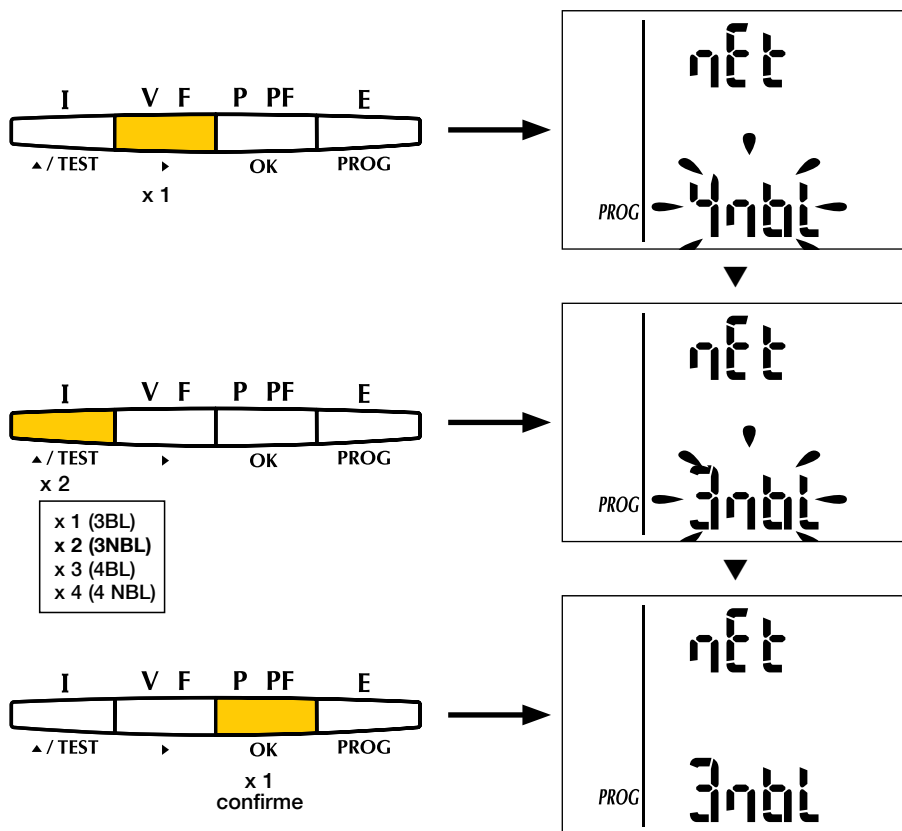 I V F P PF E
▲ / TEST ▸ OK PROG
x 1
nEt
PROG 4nbl
▼
I V F P PF E
▲ / TEST ▸ OK PROG
x 2
x 1 (3BL)
x 2 (3NBL)
x 3 (4BL)
x 4 (4 NBL)
nEt
PROG 3nbl
▼
I V F P PF E
▲ / TEST ▸ OK PROG
x 1
confirme
nEt
PROG 3nbl